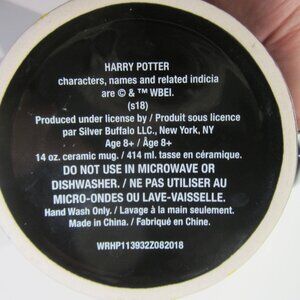 HARRY POTTER
characters, names and related indicia
are © & ™ WBEI.
(s18)
Produced under license by / Produit sous licence
par Silver Buffalo LLC., New York, NY
Age 8+ / Âge 8+
14 oz. ceramic mug. / 414 ml. tasse en céramique.
DO NOT USE IN MICROWAVE OR
DISHWASHER. / NE PAS UTILISER AU
MICRO-ONDES OU LAVE-VAISSELLE.
Hand Wash Only. / Lavage à la main seulement.
Made in China. / Fabriqué en Chine.
WRHP113932Z082018